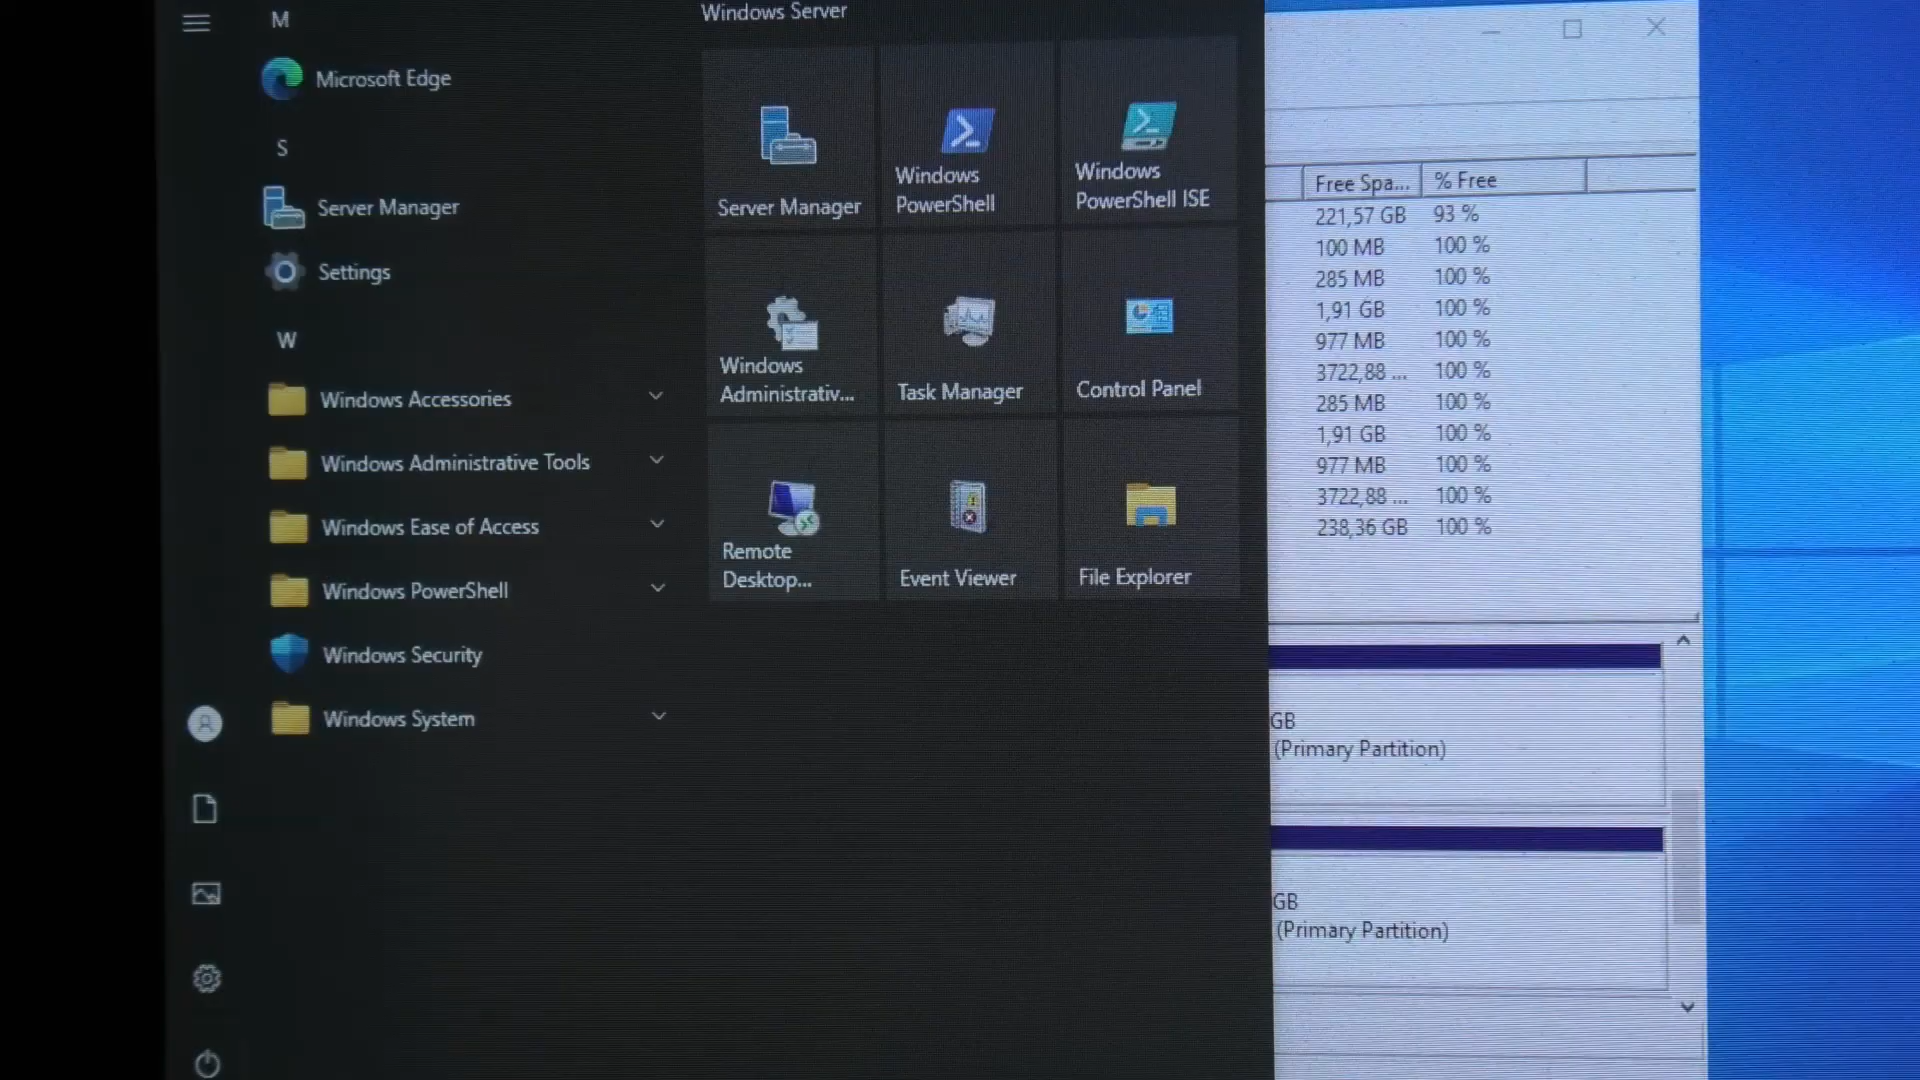 M
Microsoft Edge
S
Server Manager
Settings
W
Windows Accessories
Windows Administrative Tools
Windows Ease of Access
Windows PowerShell
Windows Security
Windows System
Windows Server
Server Manager
Windows
PowerShell
Windows
PowerShell ISE
Windows
Administrativ...
Task Manager
Control Panel
Remote
Desktop...
Event Viewer
File Explorer
Free Spa... % Free
221,57 GB 93 %
100 MB 100 %
285 MB 100 %
1,91 GB 100 %
977 MB 100 %
3722,88 ... 100 %
285 MB 100 %
1,91 GB 100 %
977 MB 100 %
3722,88 ... 100 %
238,36 GB 100 %
GB
(Primary Partition)
GB
(Primary Partition)